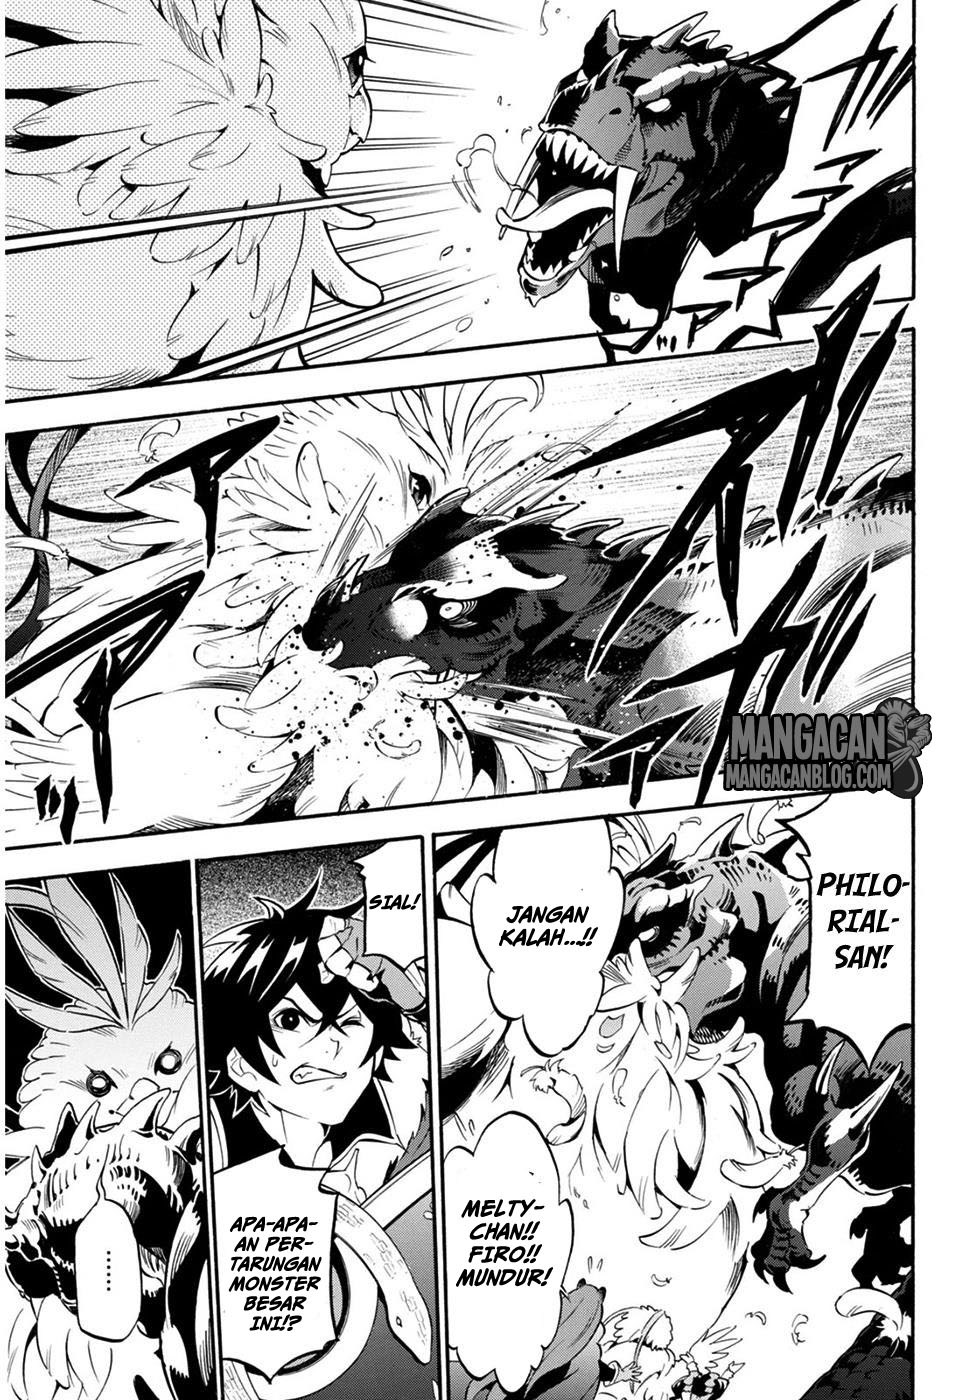 MANGACAN
MANGACANBLOG.COM
PHILO-
RIAL-
SAN!
JANGAN
KALAH...!!
MELTY-
CHAN!!
FIRO!!
MUNDUR!
SIAL!
APA-APA-
AN PER-
TARUNGAN
MONSTER
BESAR
INI!?
......